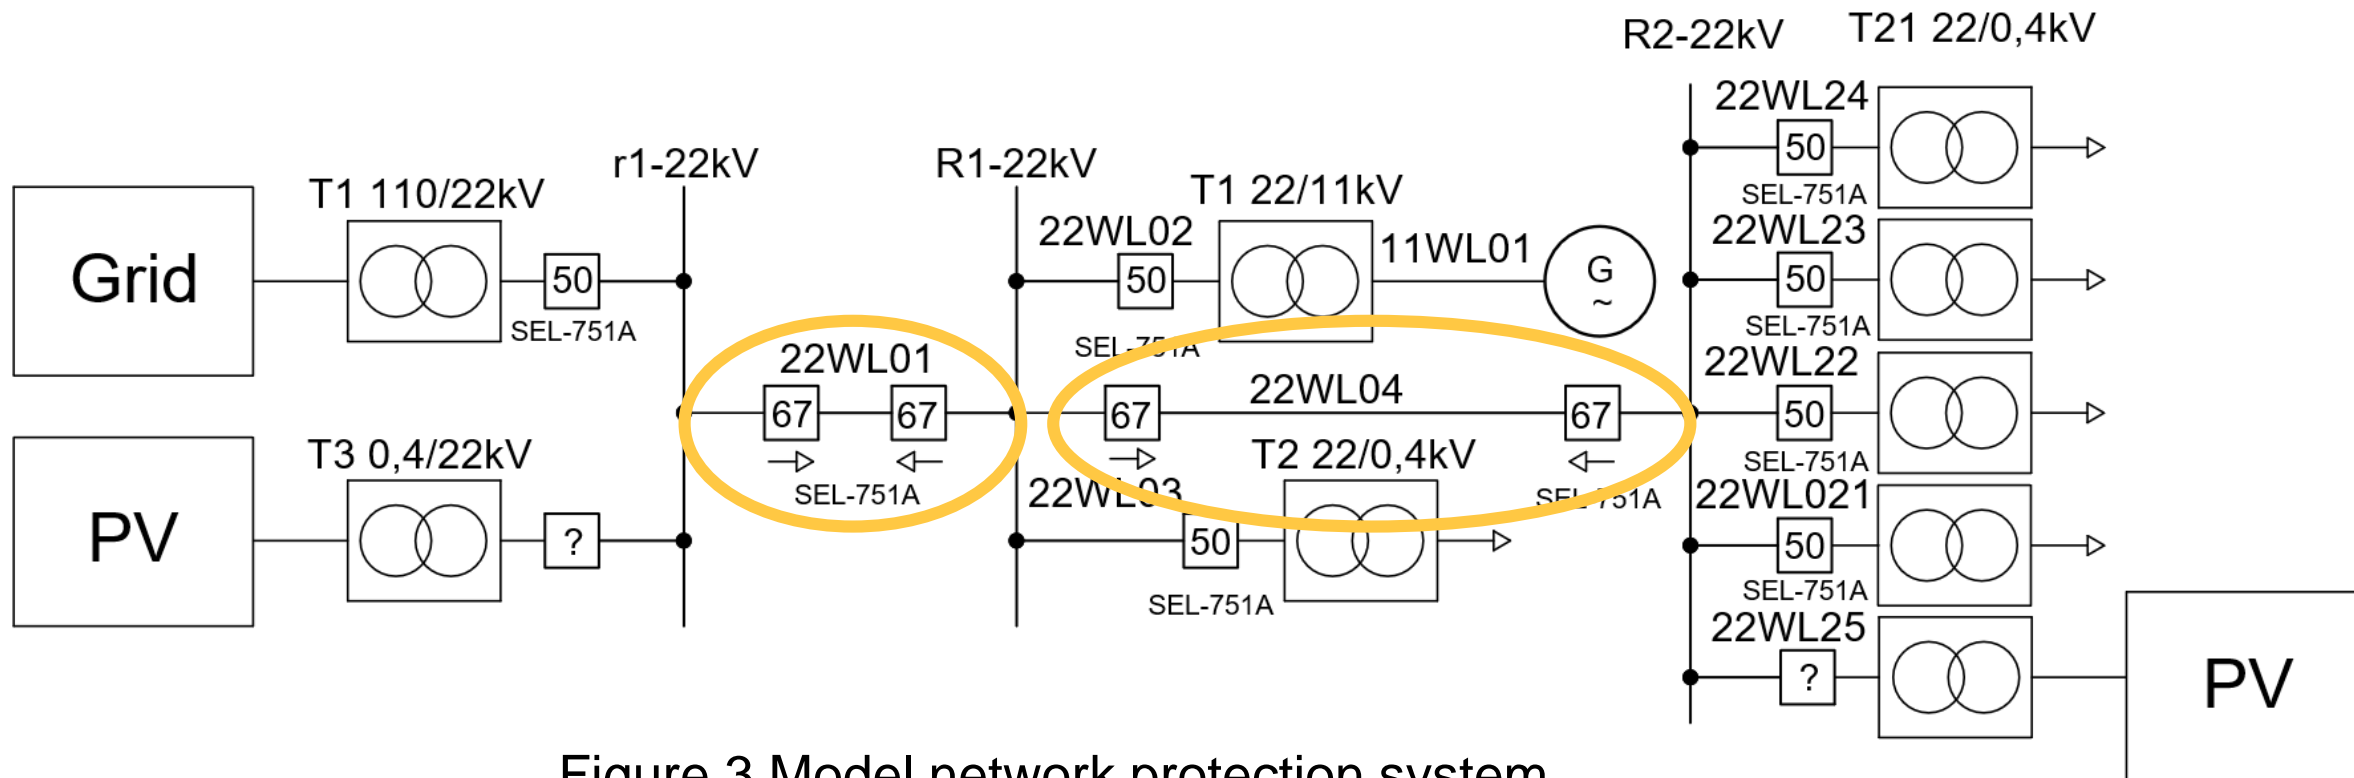 R2-22kV
T21 22/0,4kV
22WL24
50
SEL-751A
r1-22kV
R1-22kV
T1 110/22kV
T1 22/11kV
22WL02
11WL01
22WL23
Grid
50
50
G
~
50
SEL-751A
SEL-751A
SEL-751A
22WL01
22WL04
22WL22
67
67
67
67
50
T3 0,4/22kV
T2 22/0,4kV
SEL-751A
SEL-751A
22WL03
SEL-751A
22WL021
PV
?
50
50
SEL-751A
SEL-751A
22WL25
?
PV
Figure 3 Model network protection system